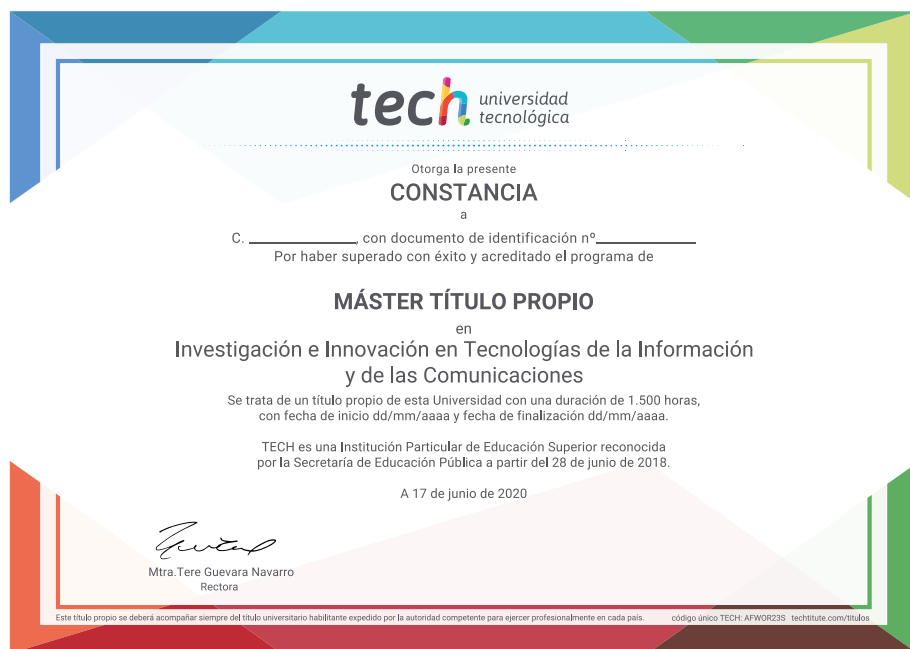 tech universidad
tecnológica
Otorga la presente
CONSTANCIA
a
C. ____________, con documento de identificación nº____________
Por haber superado con éxito y acreditado el programa de
MÁSTER TÍTULO PROPIO
en
Investigación e Innovación en Tecnologías de la Información
y de las Comunicaciones
Se trata de un título propio de esta Universidad con una duración de 1.500 horas,
con fecha de inicio dd/mm/aaaa y fecha de finalización dd/mm/aaaa.
TECH es una Institución Particular de Educación Superior reconocida
por la Secretaría de Educación Pública a partir del 28 de junio de 2018.
A 17 de junio de 2020
Mtra.Tere Guevara Navarro
Rectora
Este título propio se deberá acompañar siempre del título universitario habilitante expedido por la autoridad competente para ejercer profesionalmente en cada país. código único TECH: AFWOR23S techtitute.com/titulos